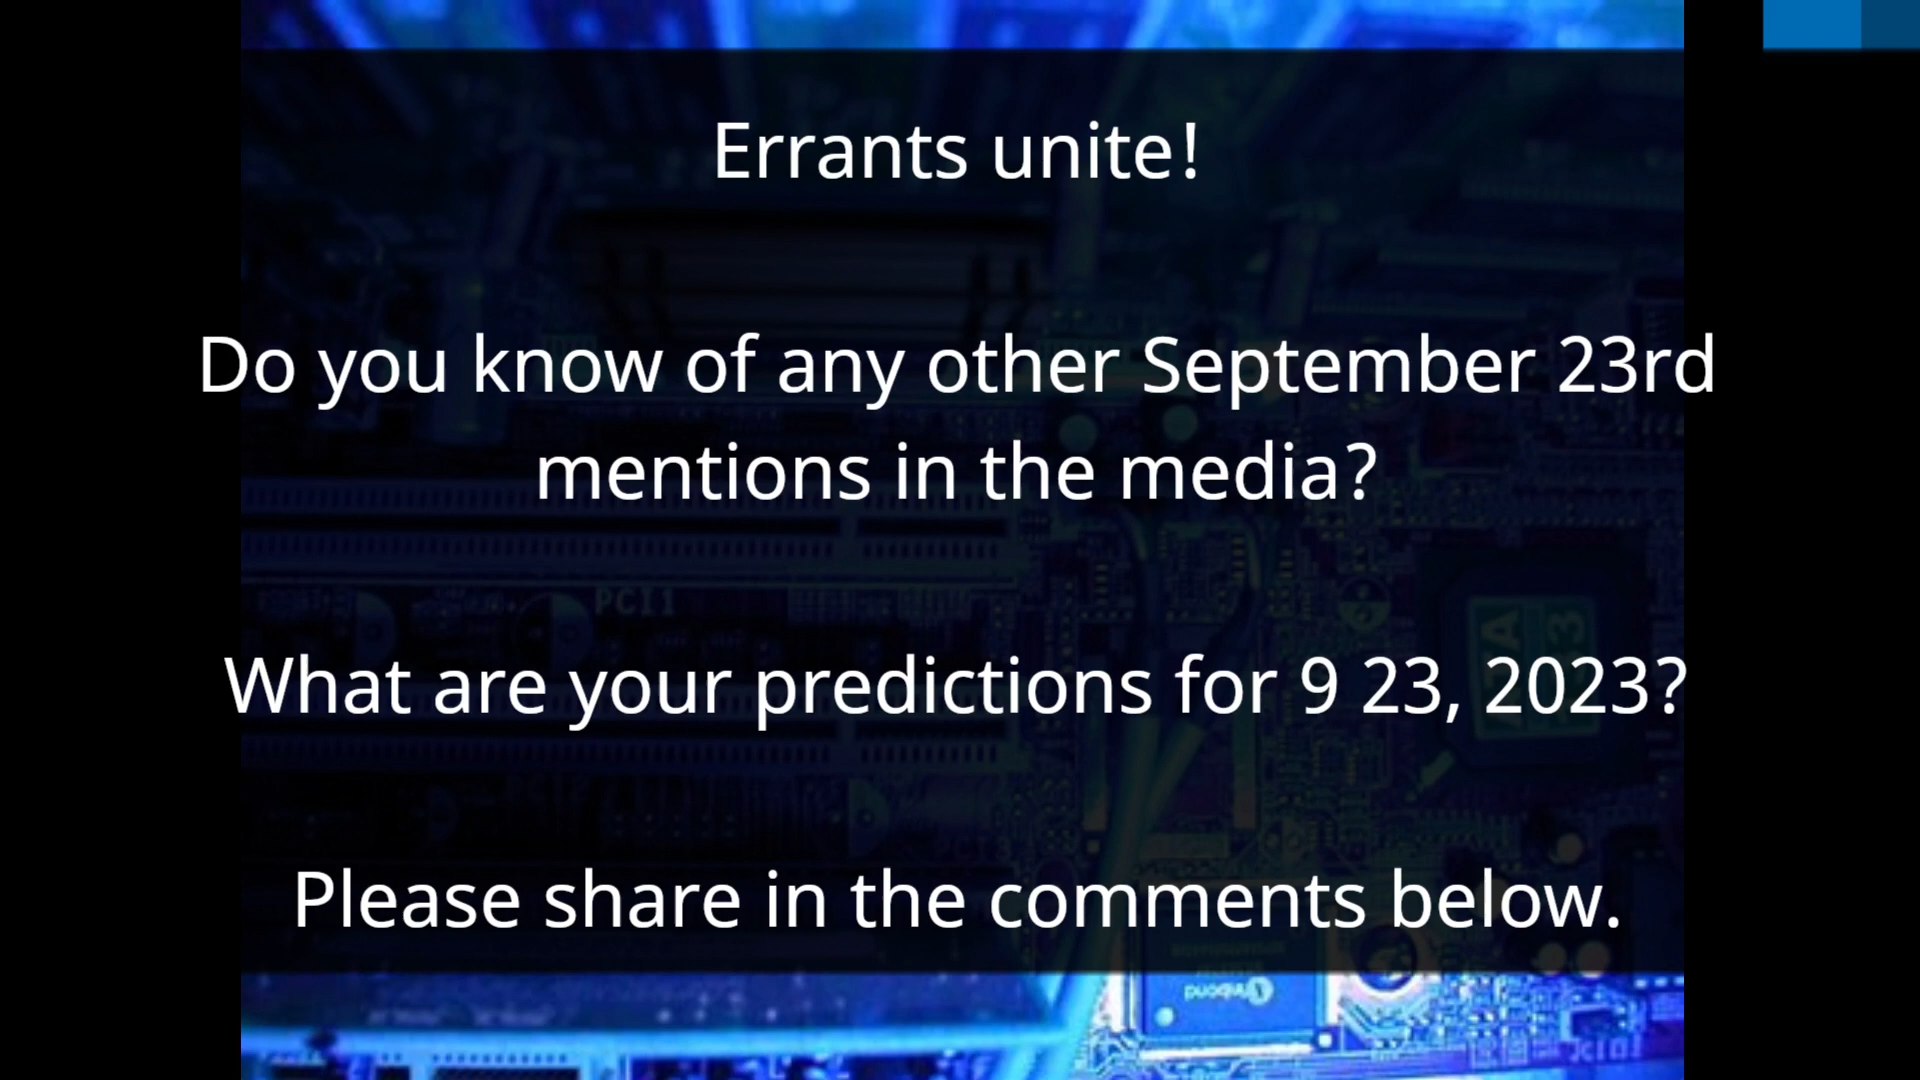 Errants unite!
Do you know of any other September 23rd
mentions in the media?
PCI1
What are your predictions for 9 23, 2023?
Please share in the comments below.